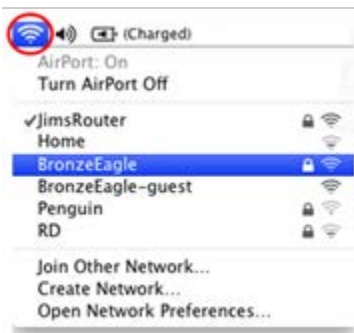 (Charged)
AirPort: On
Turn AirPort Off
✓JimsRouter
Home
BronzeEagle
BronzeEagle-guest
Penguin
RD
Join Other Network...
Create Network...
Open Network Preferences...